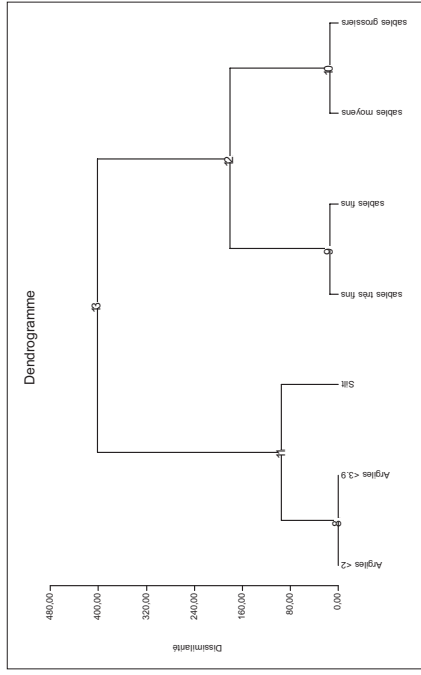 Dendrogramme
480,00
400,00
320,00
240,00
160,00
80,00
0,00
Dissimilarité
13
12
11
10
9
8
Argiles <2
Argiles <3.9
Silt
sables très fins
sables fins
sables moyens
sables grossiers